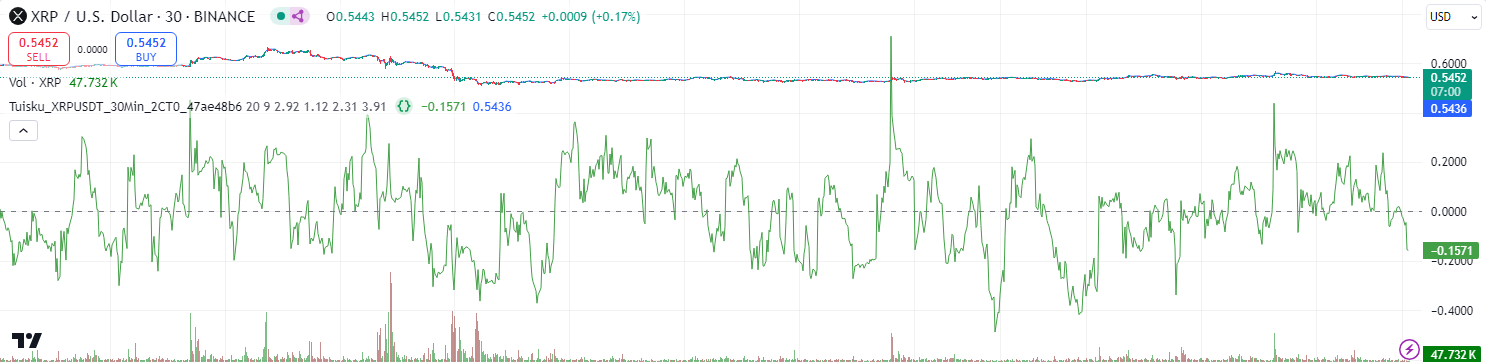 XRP / U.S. Dollar · 30 · BINANCE O0.5443 H0.5452 L0.5431 C0.5452 +0.0009 (+0.17%)
USD
0.5452 0.0000 0.5452
SELL BUY
Vol · XRP 47.732 K
Tuisku_XRPUSDT_30Min_2CT0_47ae48b6 20 9 2.92 1.12 2.31 3.91 {} −0.1571 0.5436
0.6000
0.5452
07:00
0.5436
0.2000
0.0000
−0.1571
−0.2000
−0.4000
47.732 K